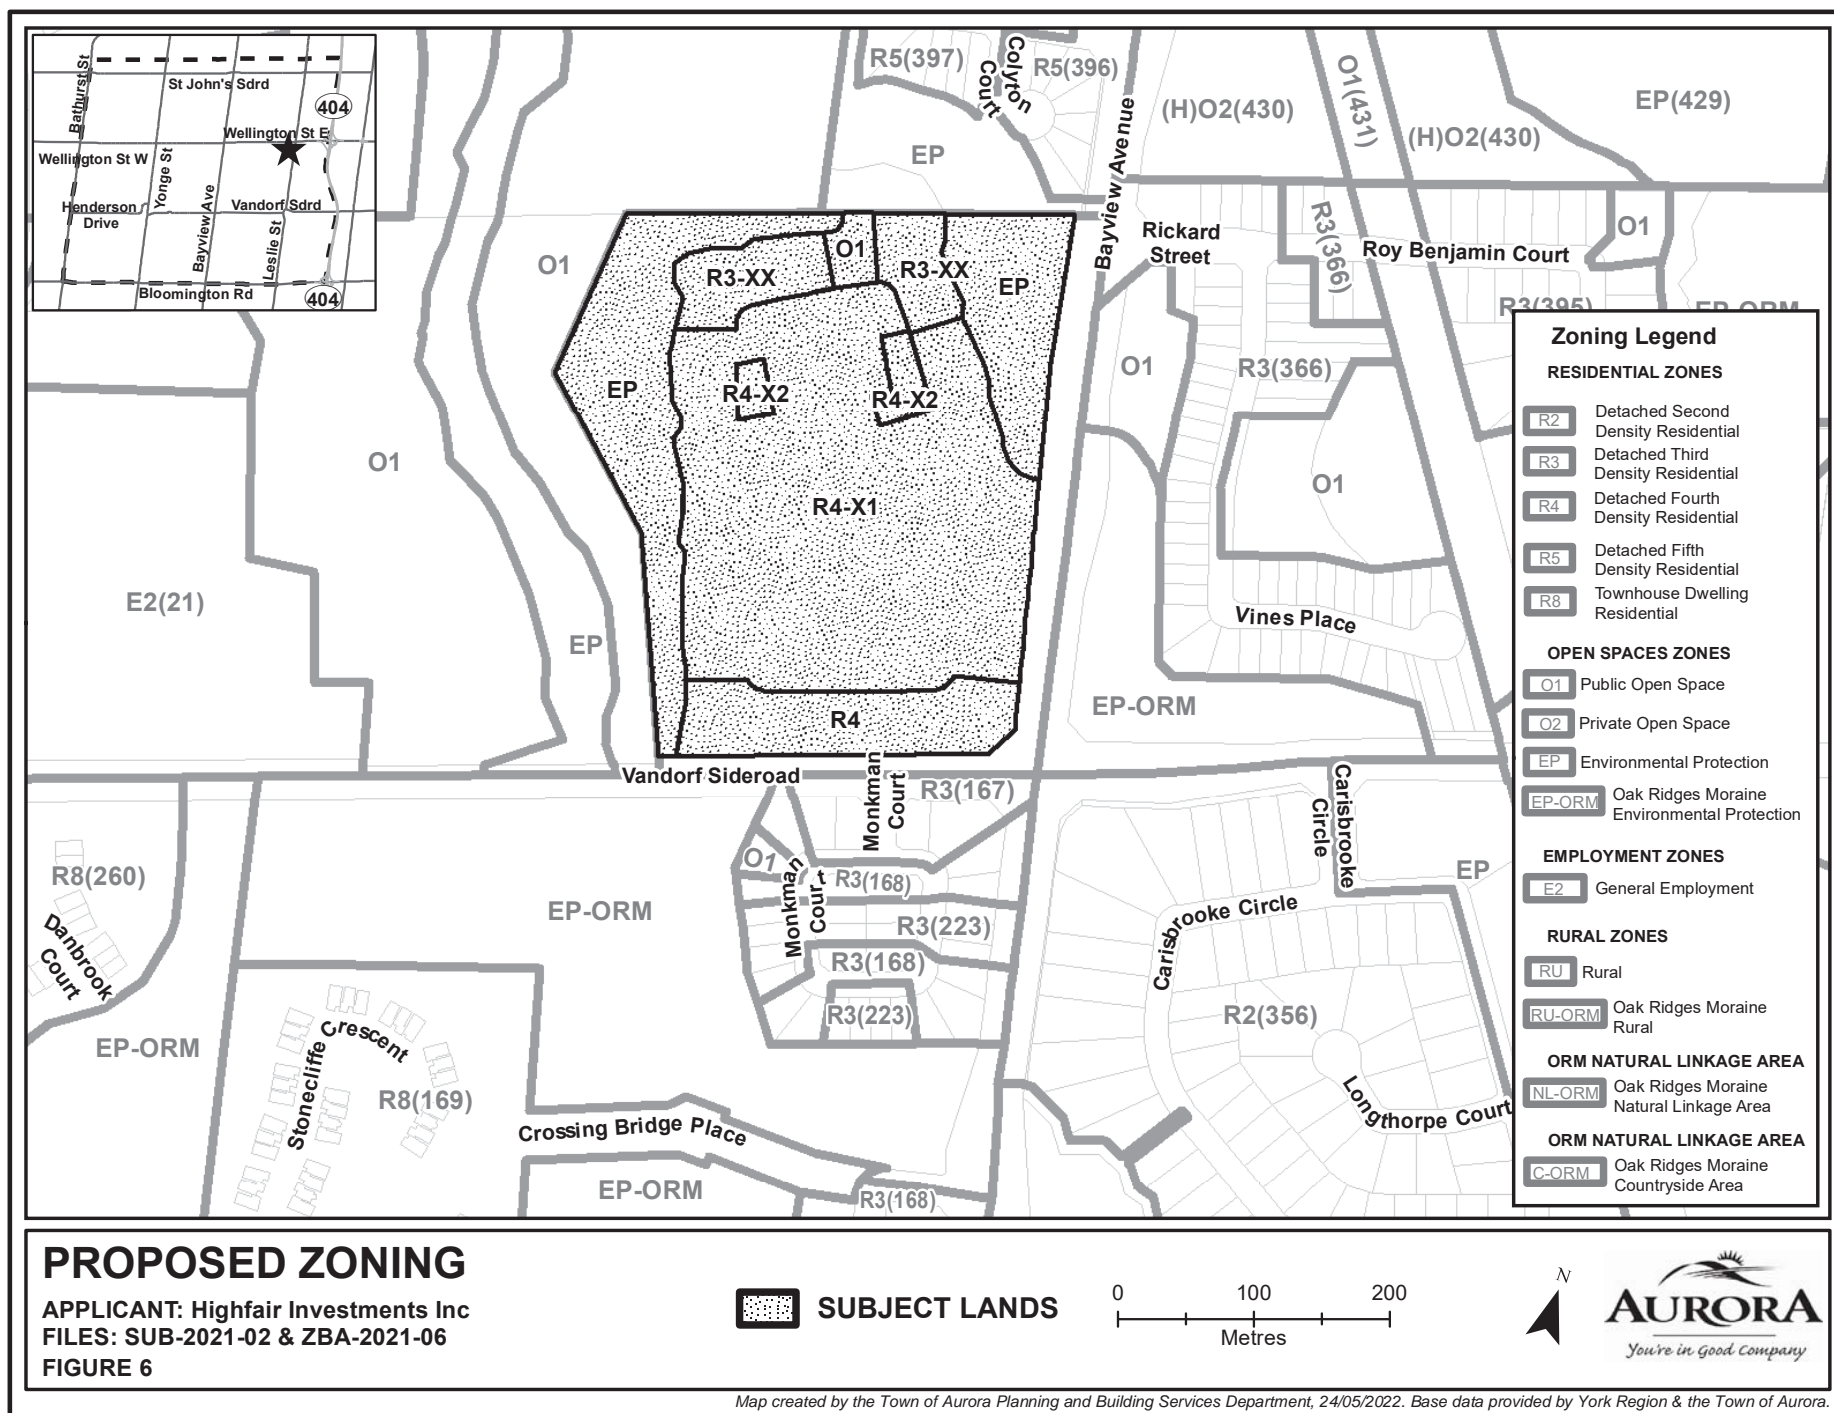 Bathurst St
St John's Sdrd
404
Wellington St E
Wellington St W
Yonge St
Henderson
Drive
Vandorf Sdrd
Bayview Ave
Leslie St
Bloomington Rd
404
R5(397)
Colyton
Court
R5(396)
Bayview Avenue
(H)O2(430)
O1(431)
(H)O2(430)
EP(429)
EP
O1
R3-XX
O1
R3-XX
EP
Rickard
Street
R3(366)
Roy Benjamin Court
O1
R3(395)
EP-ORM
EP
R4-X2
R4-X2
O1
R3(366)
O1
O1
R4-X1
E2(21)
EP
Vines Place
EP-ORM
R4
Vandorf Sideroad
Monkman
Court
R3(167)
Carisbrooke
Circle
R8(260)
Danbrook
Court
O1
Monkman
Court
R3(168)
EP
EP-ORM
R3(223)
Carisbrooke Circle
R3(168)
R3(223)
R2(356)
EP-ORM
Stonecliffe Crescent
R8(169)
Longthorpe Court
Crossing Bridge Place
EP-ORM
R3(168)
Zoning Legend
RESIDENTIAL ZONES
R2 Detached Second
Density Residential
R3 Detached Third
Density Residential
R4 Detached Fourth
Density Residential
R5 Detached Fifth
Density Residential
R8 Townhouse Dwelling
Residential
OPEN SPACES ZONES
O1 Public Open Space
O2 Private Open Space
EP Environmental Protection
EP-ORM Oak Ridges Moraine
Environmental Protection
EMPLOYMENT ZONES
E2 General Employment
RURAL ZONES
RU Rural
RU-ORM Oak Ridges Moraine
Rural
ORM NATURAL LINKAGE AREA
NL-ORM Oak Ridges Moraine
Natural Linkage Area
ORM NATURAL LINKAGE AREA
C-ORM Oak Ridges Moraine
Countryside Area
PROPOSED ZONING
APPLICANT: Highfair Investments Inc
FILES: SUB-2021-02 & ZBA-2021-06
FIGURE 6
SUBJECT LANDS
0 100 200
Metres
N
AURORA
You're in Good Company
Map created by the Town of Aurora Planning and Building Services Department, 24/05/2022. Base data provided by York Region & the Town of Aurora.